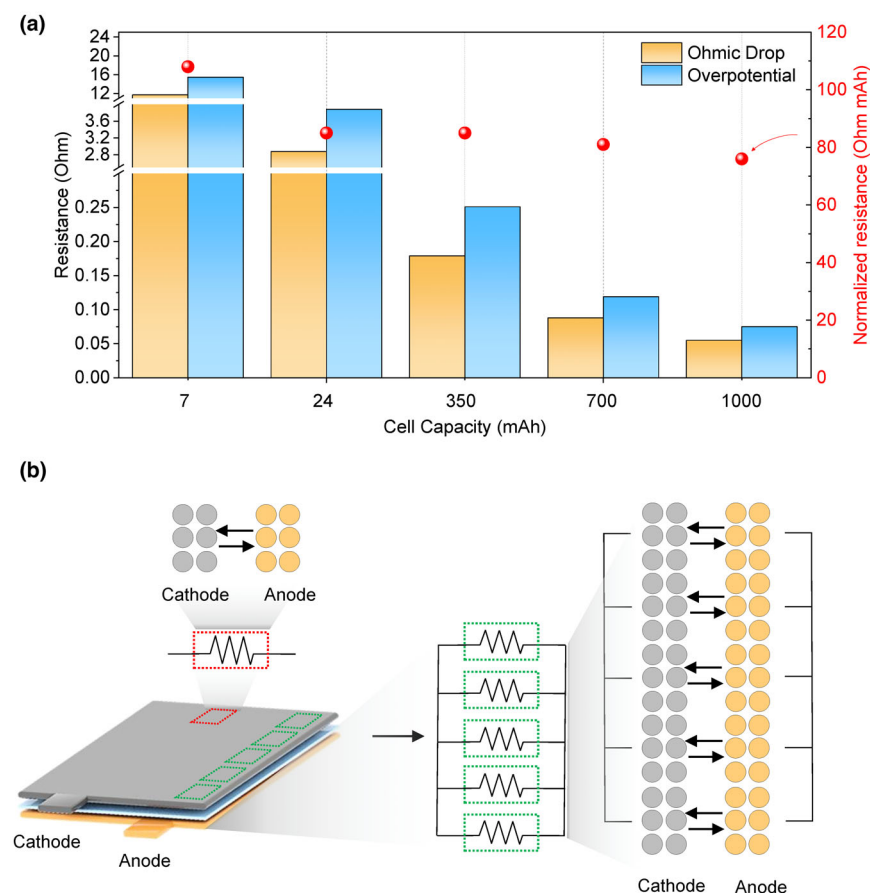 (a)
24
20
16
12
3.6
2.8
0.25
0.20
0.15
0.10
0.05
0.00
Resistance (Ohm)
Ohmic Drop
Overpotential
120
100
80
60
40
20
0
Normalized resistance (Ohm mAh)
7
24
350
700
1000
Cell Capacity (mAh)
(b)
Cathode
Anode
Cathode
Anode
Cathode
Anode